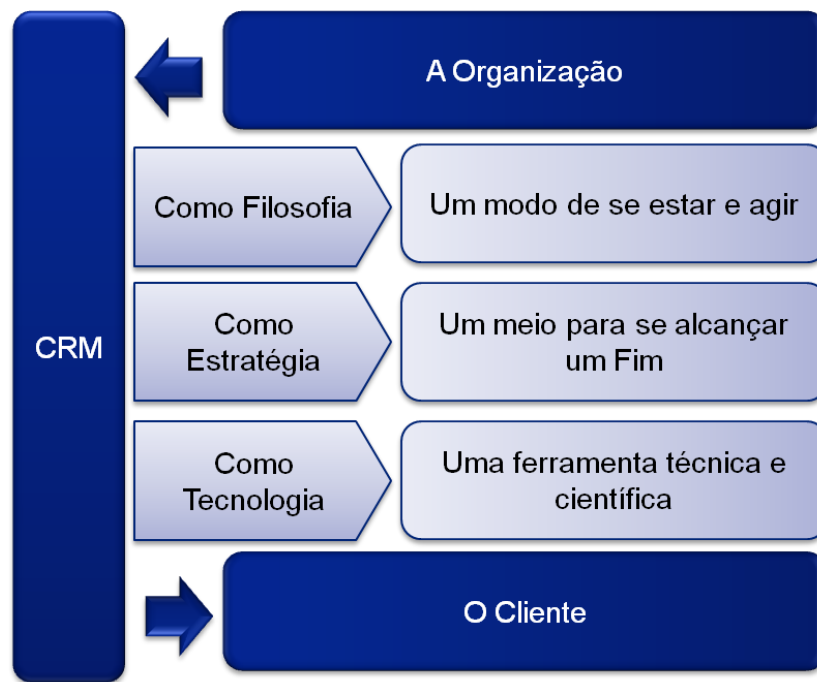 A Organização
Como Filosofia
Um modo de se estar e agir
CRM
Como
Estratégia
Um meio para se alcançar
um Fim
Como
Tecnologia
Uma ferramenta técnica e
científica
O Cliente